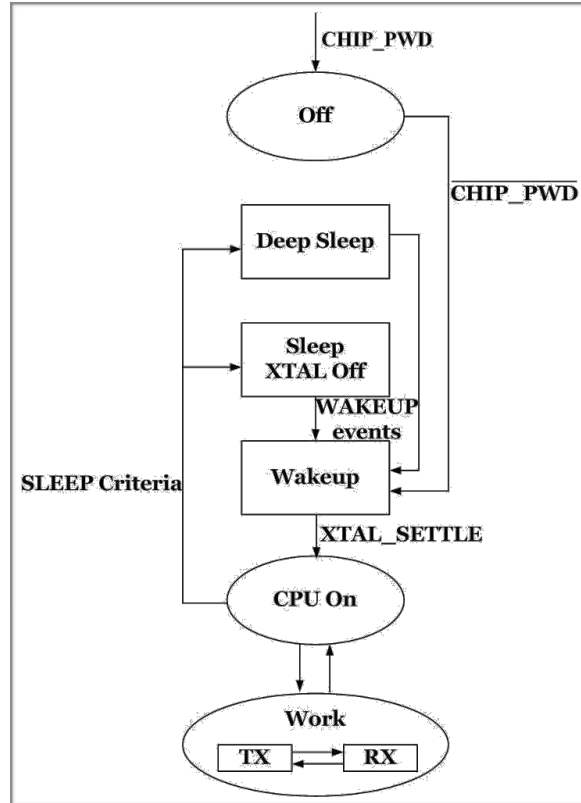 CHIP_PWD
Off
CHIP_PWD
Deep Sleep
Sleep
XTAL Off
WAKEUP
events
Wakeup
SLEEP Criteria
XTAL_SETTLE
CPU On
Work
TX
RX